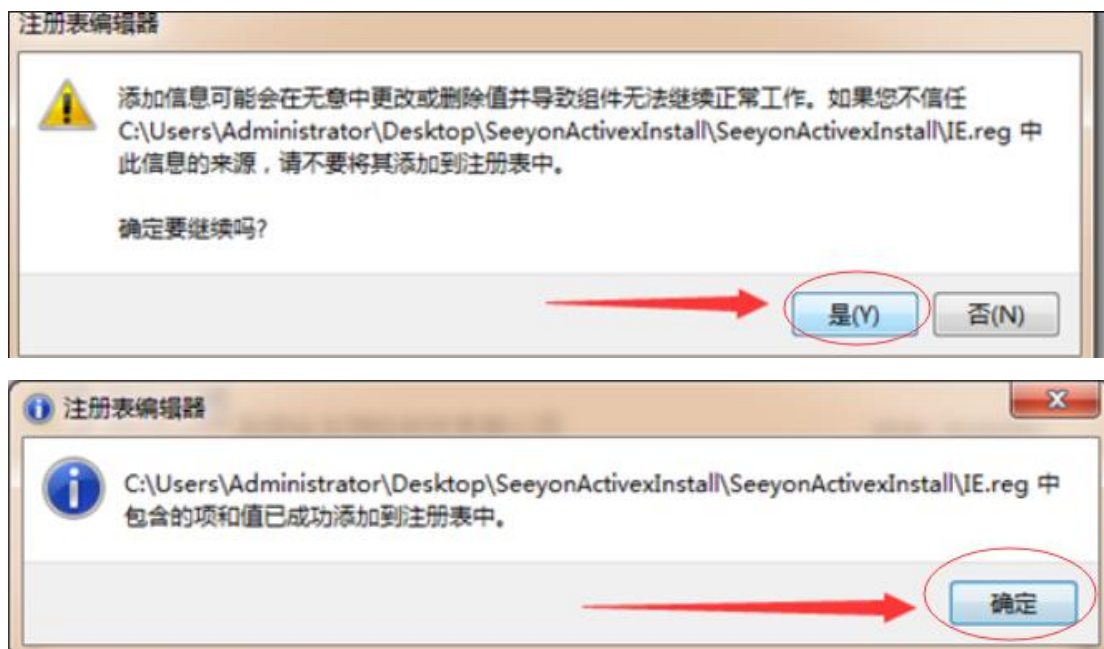 注册表编辑器
添加信息可能会在无意中更改或删除值并导致组件无法继续正常工作。如果您不信任
C:\Users\Administrator\Desktop\SeeyonActivexInstall\SeeyonActivexInstall\IE.reg 中
此信息的来源，请不要将其添加到注册表中。
确定要继续吗?
是(Y)
否(N)
注册表编辑器
C:\Users\Administrator\Desktop\SeeyonActivexInstall\SeeyonActivexInstall\IE.reg 中
包含的项和值已成功添加到注册表中。
确定